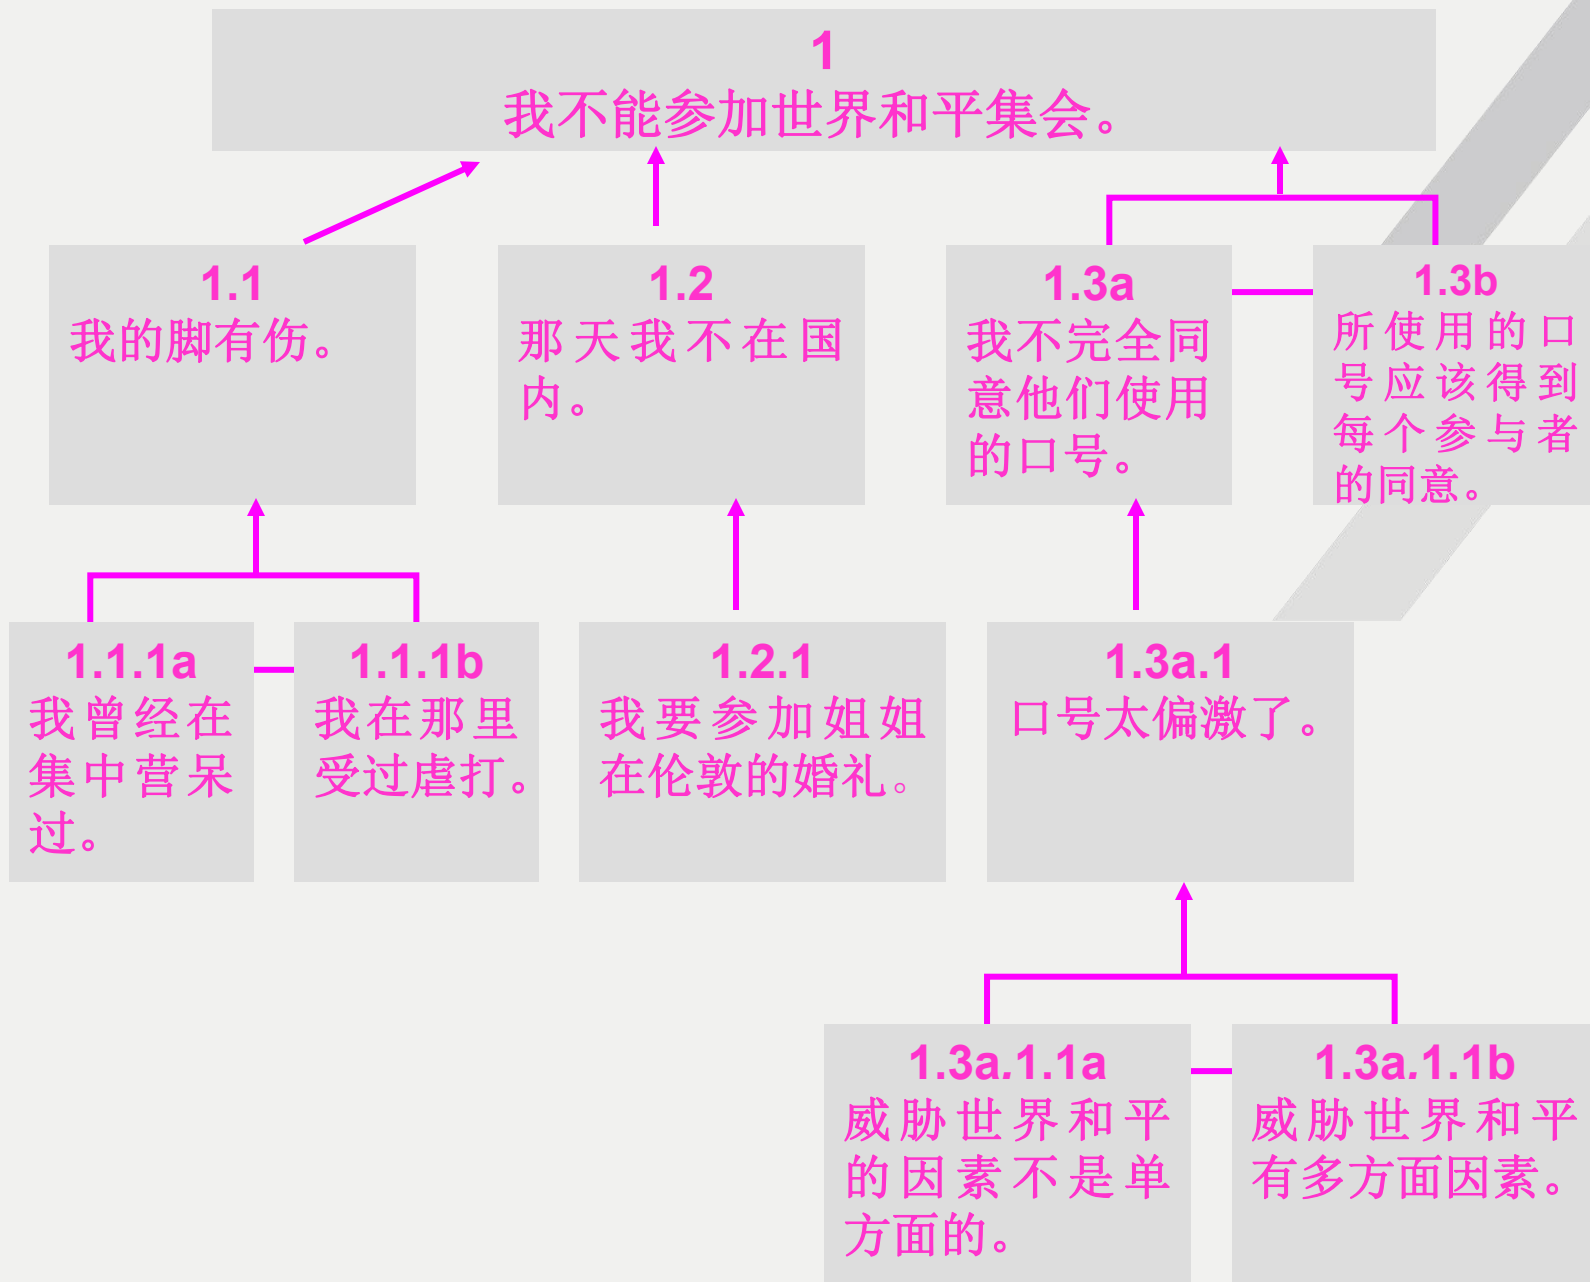 1
我不能参加世界和平集会。
1.1
我的脚有伤。
1.2
那天我不在国
内。
1.3a
我不完全同
意他们使用
的口号。
1.3b
所使用的口
号应该得到
每个参与者
的同意。
1.1.1a
我曾经在
集中营呆
过。
1.1.1b
我在那里
受过虐打。
1.2.1
我要参加姐姐
在伦敦的婚礼。
1.3a.1
口号太偏激了。
1.3a.1.1a
威胁世界和平
的因素不是单
方面的。
1.3a.1.1b
威胁世界和平
有多方面因素。